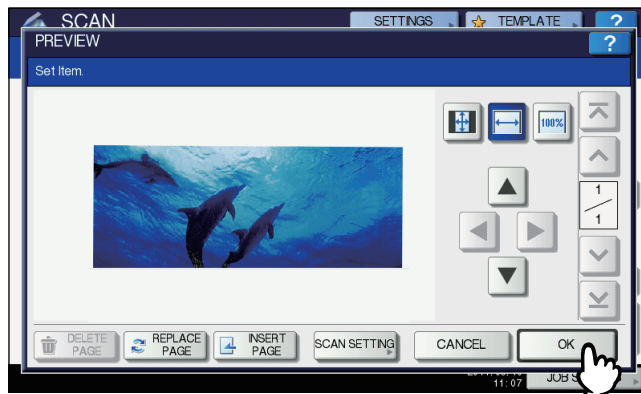 SCAN
SETTINGS
TEMPLATE
?
PREVIEW
?
Set Item.
100%
1
1
DELETE PAGE
REPLACE PAGE
INSERT PAGE
SCAN SETTING
CANCEL
OK
11:07
JOB